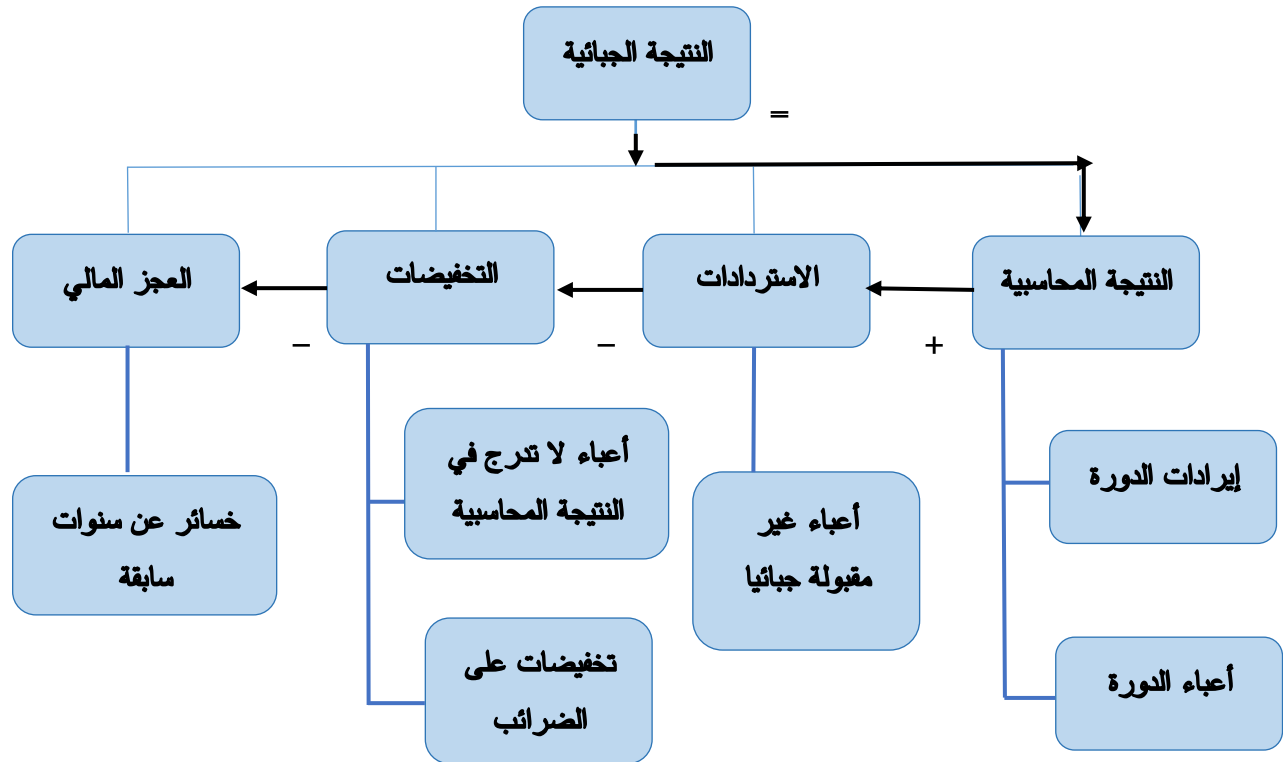 النتيجة الجبائية
=
النتيجة المحاسبية
الاستردادات
التخفيضات
العجز المالي
+
−
−
إيرادات الدورة
أعباء الدورة
أعباء غير
مقبولة جبائيا
أعباء لا تدرج في
النتيجة المحاسبية
تخفيضات على
الضرائب
خسائر عن سنوات
سابقة